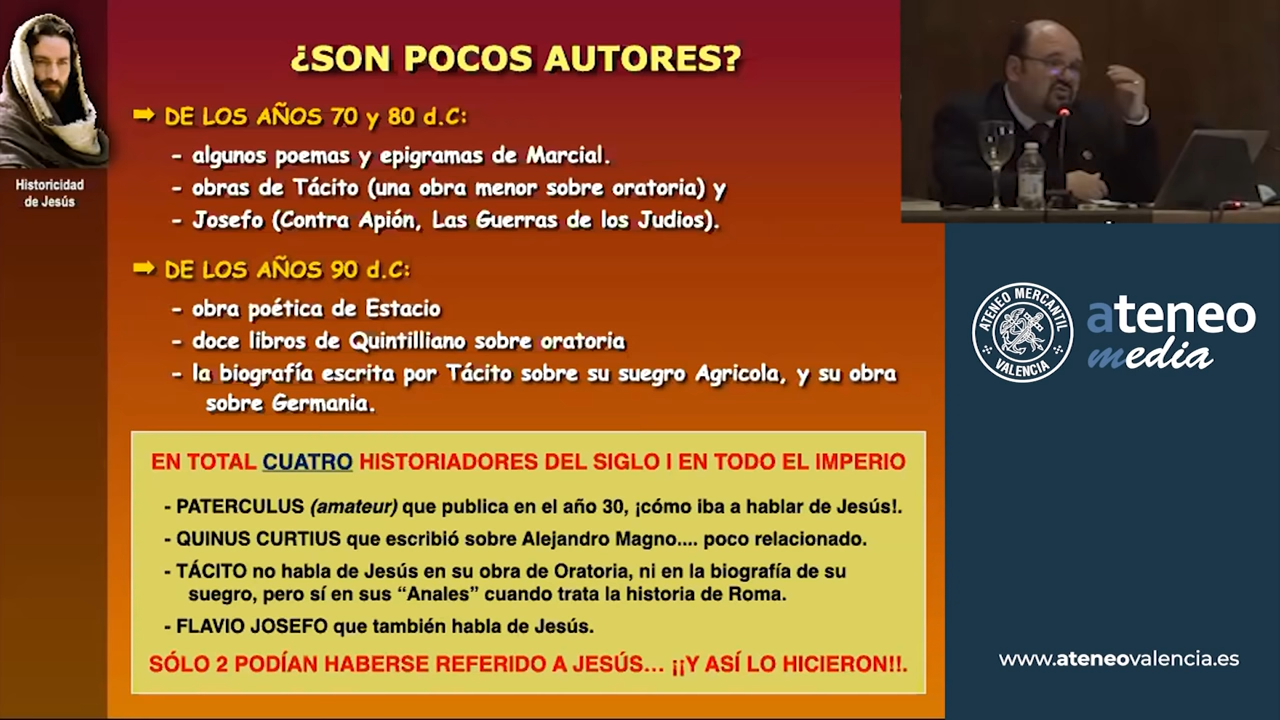 ¿SON POCOS AUTORES?
Historicidad
de Jesús
➡ DE LOS AÑOS 70 y 80 d.C:
- algunos poemas y epigramas de Marcial.
- obras de Tácito (una obra menor sobre oratoria) y
- Josefo (Contra Apión, Las Guerras de los Judios).
➡ DE LOS AÑOS 90 d.C:
- obra poética de Estacio
- doce libros de Quintilliano sobre oratoria
- la biografía escrita por Tácito sobre su suegro Agricola, y su obra
sobre Germania.
EN TOTAL CUATRO HISTORIADORES DEL SIGLO I EN TODO EL IMPERIO
- PATERCULUS (amateur) que publica en el año 30, ¡cómo iba a hablar de Jesús!.
- QUINUS CURTIUS que escribió sobre Alejandro Magno.... poco relacionado.
- TÁCITO no habla de Jesús en su obra de Oratoria, ni en la biografía de su
suegro, pero sí en sus “Anales” cuando trata la historia de Roma.
- FLAVIO JOSEFO que también habla de Jesús.
SÓLO 2 PODÍAN HABERSE REFERIDO A JESÚS... ¡¡Y ASÍ LO HICIERON!!.
ATENEO MERCANTIL
VALENCIA
ateneo
media
www.ateneovalencia.es